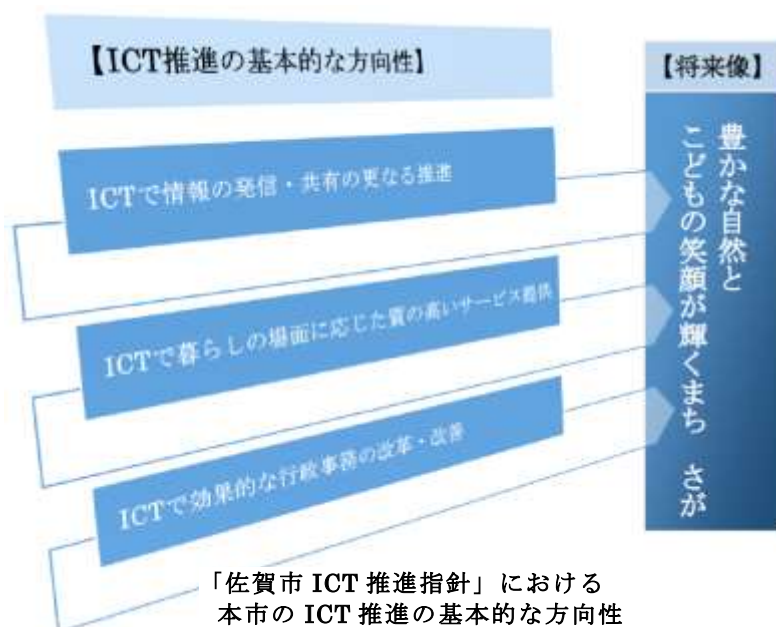 【ICT推進の基本的な方向性】
ICTで情報の発信・共有の更なる推進
ICTで暮らしの場面に応じた質の高いサービス提供
ICTで効果的な行政事務の改革・改善
【将来像】
豊かな自然と
こどもの笑顔が輝くまち　さが
「佐賀市 ICT 推進指針」における
本市の ICT 推進の基本的な方向性